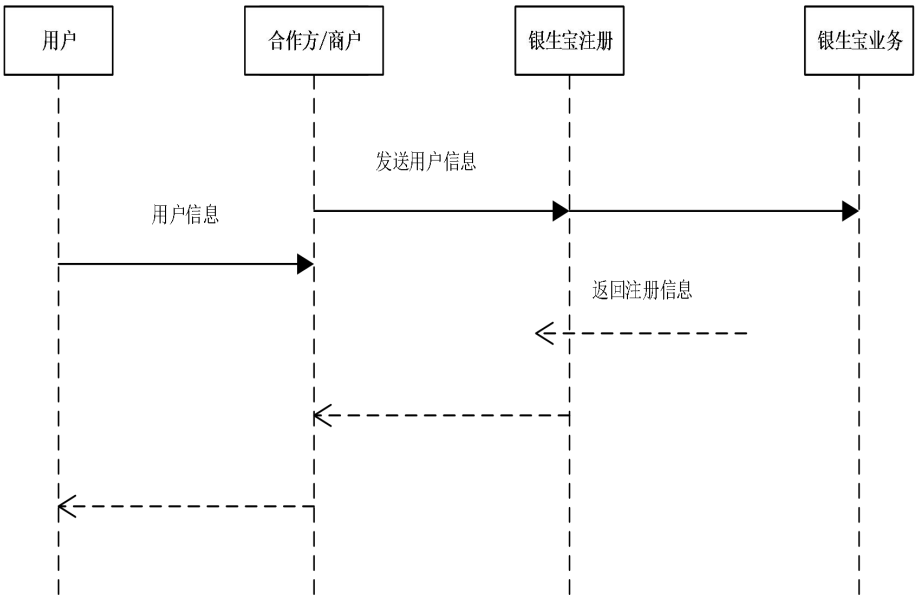 用户
合作方/商户
银生宝注册
银生宝业务
发送用户信息
用户信息
返回注册信息